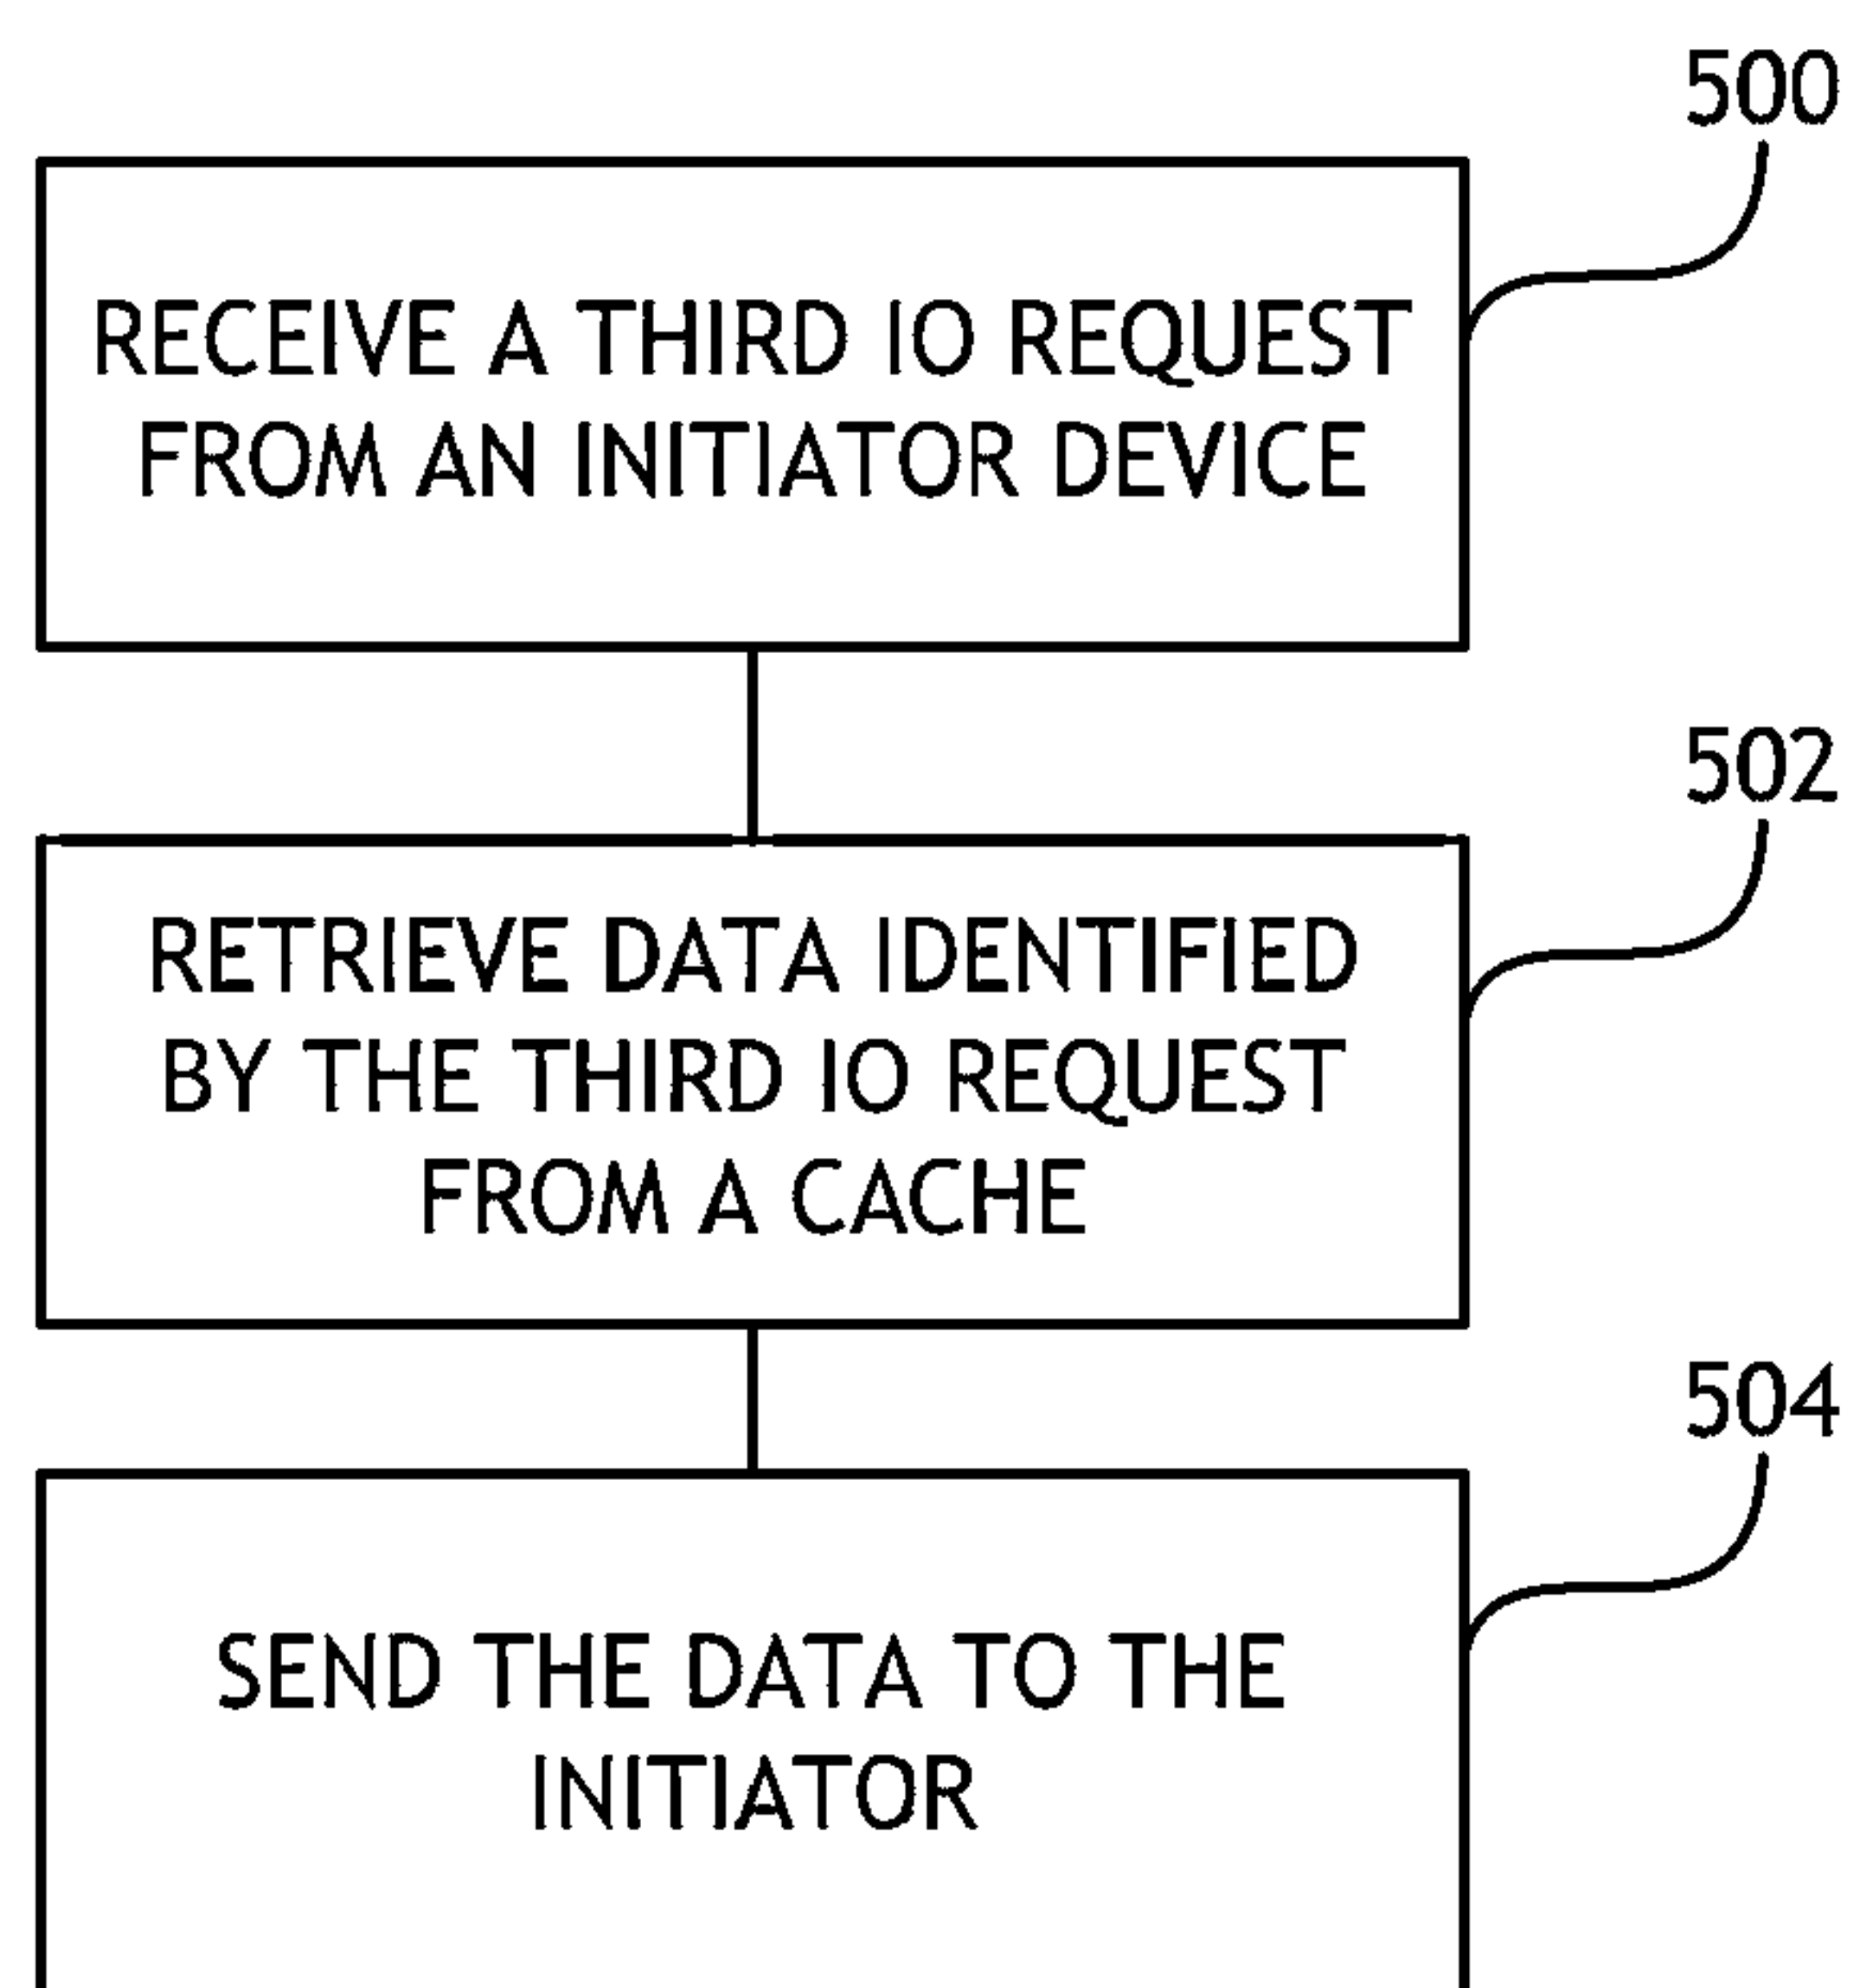 500
RECEIVE A THIRD IO REQUEST
FROM AN INITIATOR DEVICE
502
RETRIEVE DATA IDENTIFIED
BY THE THIRD IO REQUEST
FROM A CACHE
504
SEND THE DATA TO THE
INITIATOR